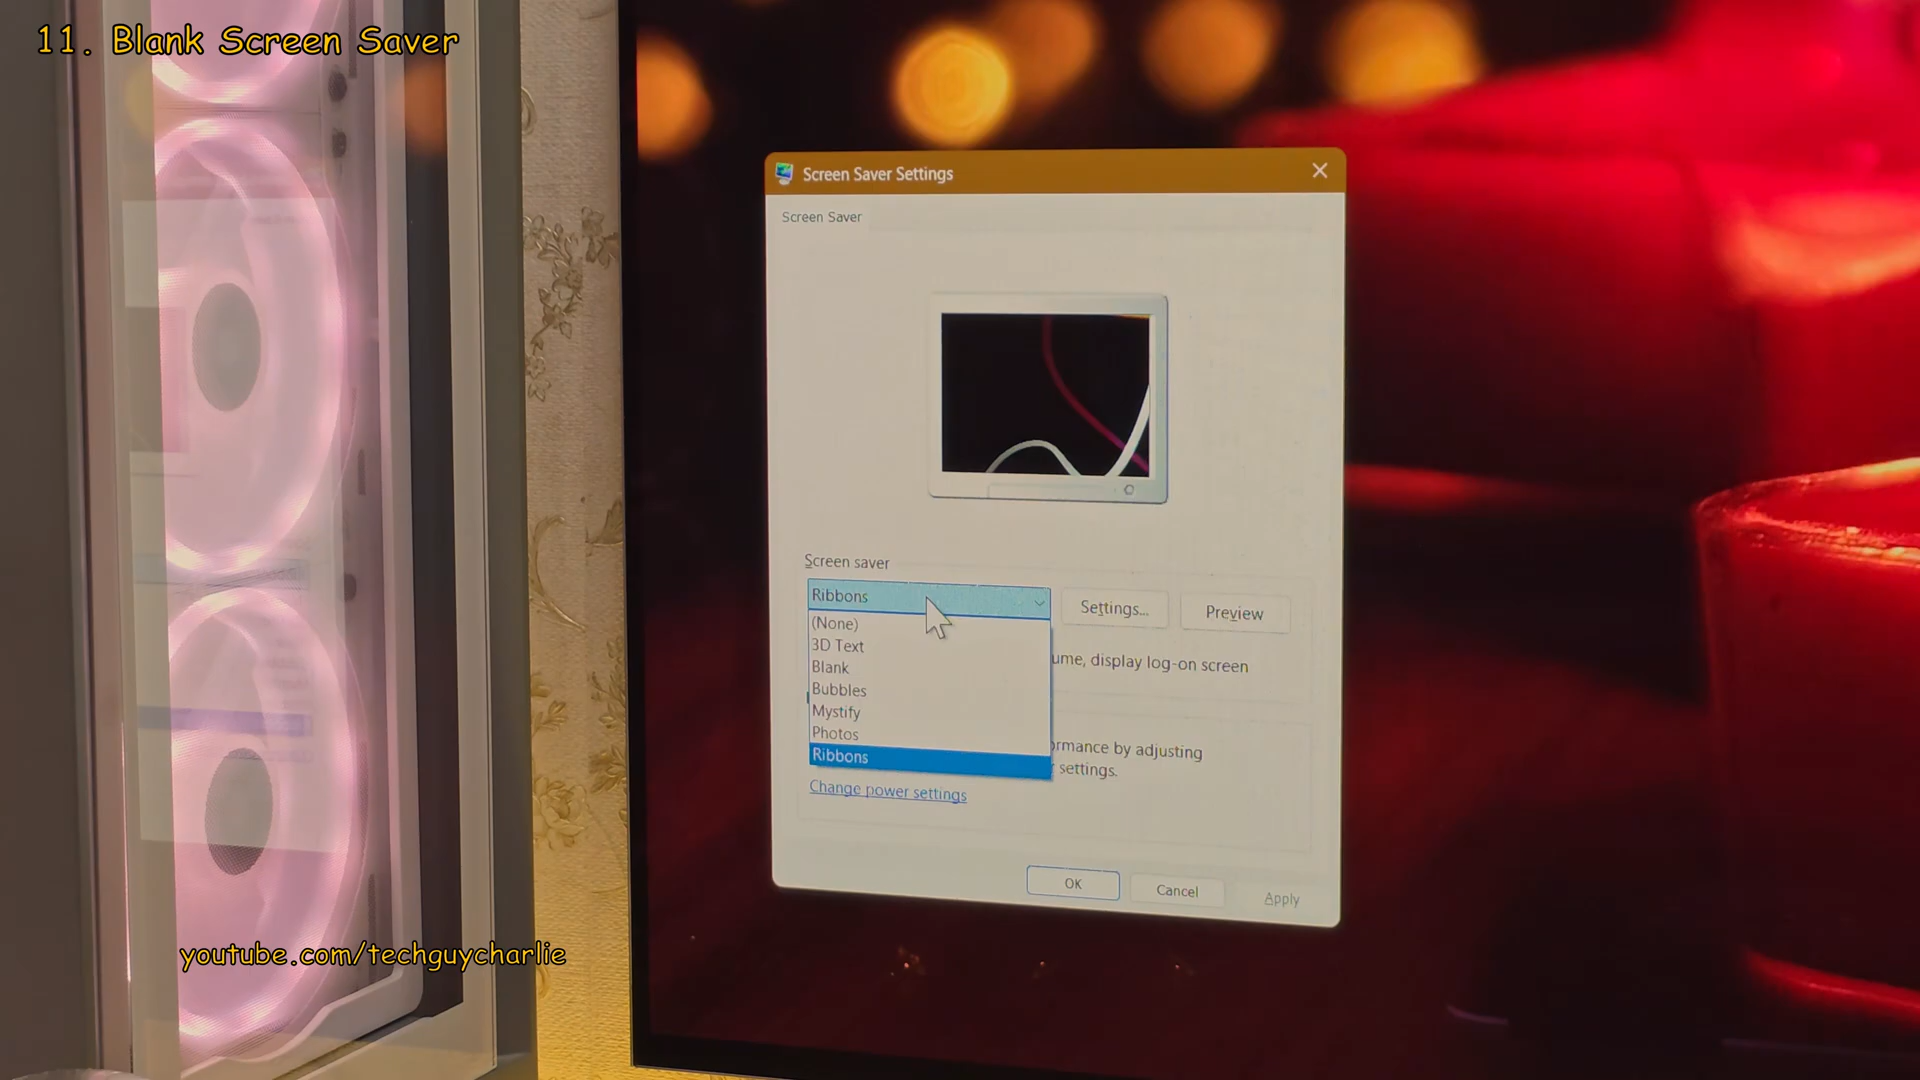 11. Blank Screen Saver
Screen Saver Settings
Screen Saver
Screen saver
Ribbons
Settings...
Preview
(None)
3D Text
Blank
Bubbles
Mystify
Photos
Ribbons
ume, display log-on screen
ormance by adjusting
settings.
Change power settings
OK
Cancel
Apply
youtube.com/techguycharlie